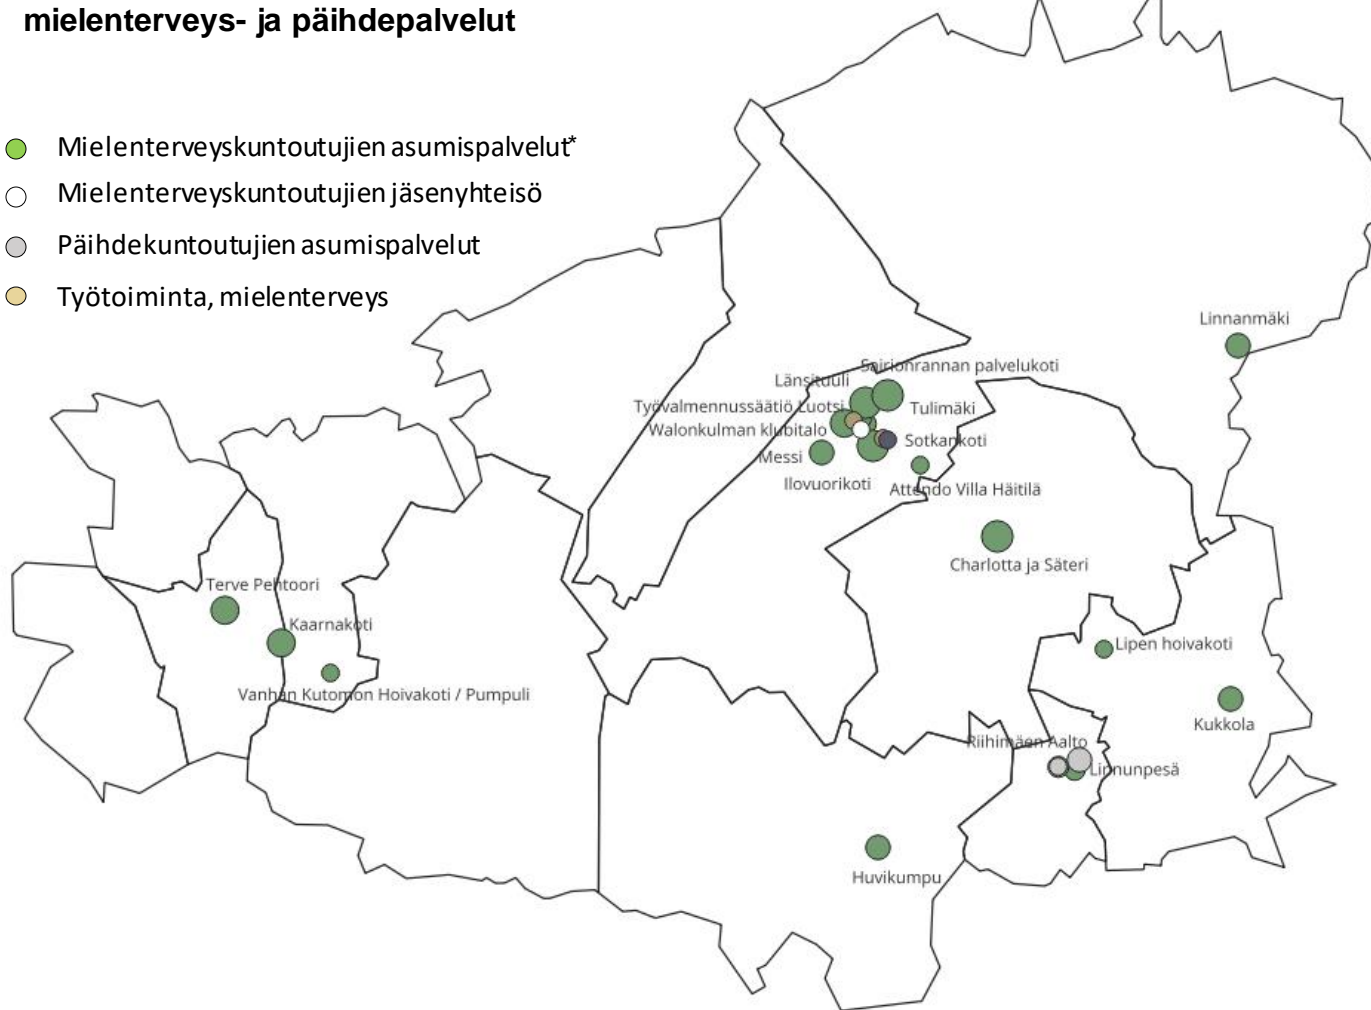 mielenterveys- ja päihdepalvelut
Mielenterveyskuntoutujien asumispalvelut*
Mielenterveyskuntoutujien jäsenyhteisö
Päihdekuntoutujien asumispalvelut
Työtoiminta, mielenterveys
Linnanmäki
Sairionrannan palvelukoti
Länsituuli
Työvalmennussäätiö Luotsi
Tulimäki
Walonkulman klubitalo
Sotkankoti
Messi
Ilovuorikoti
Attendo Villa Häitilä
Charlotta ja Säteri
Terve Pehtoori
Kaarnakoti
Lipen hoivakoti
Vanhan Kutomon Hoivakoti / Pumpuli
Kukkola
Riihimäen Aalto
Linnunpesä
Huvikumpu